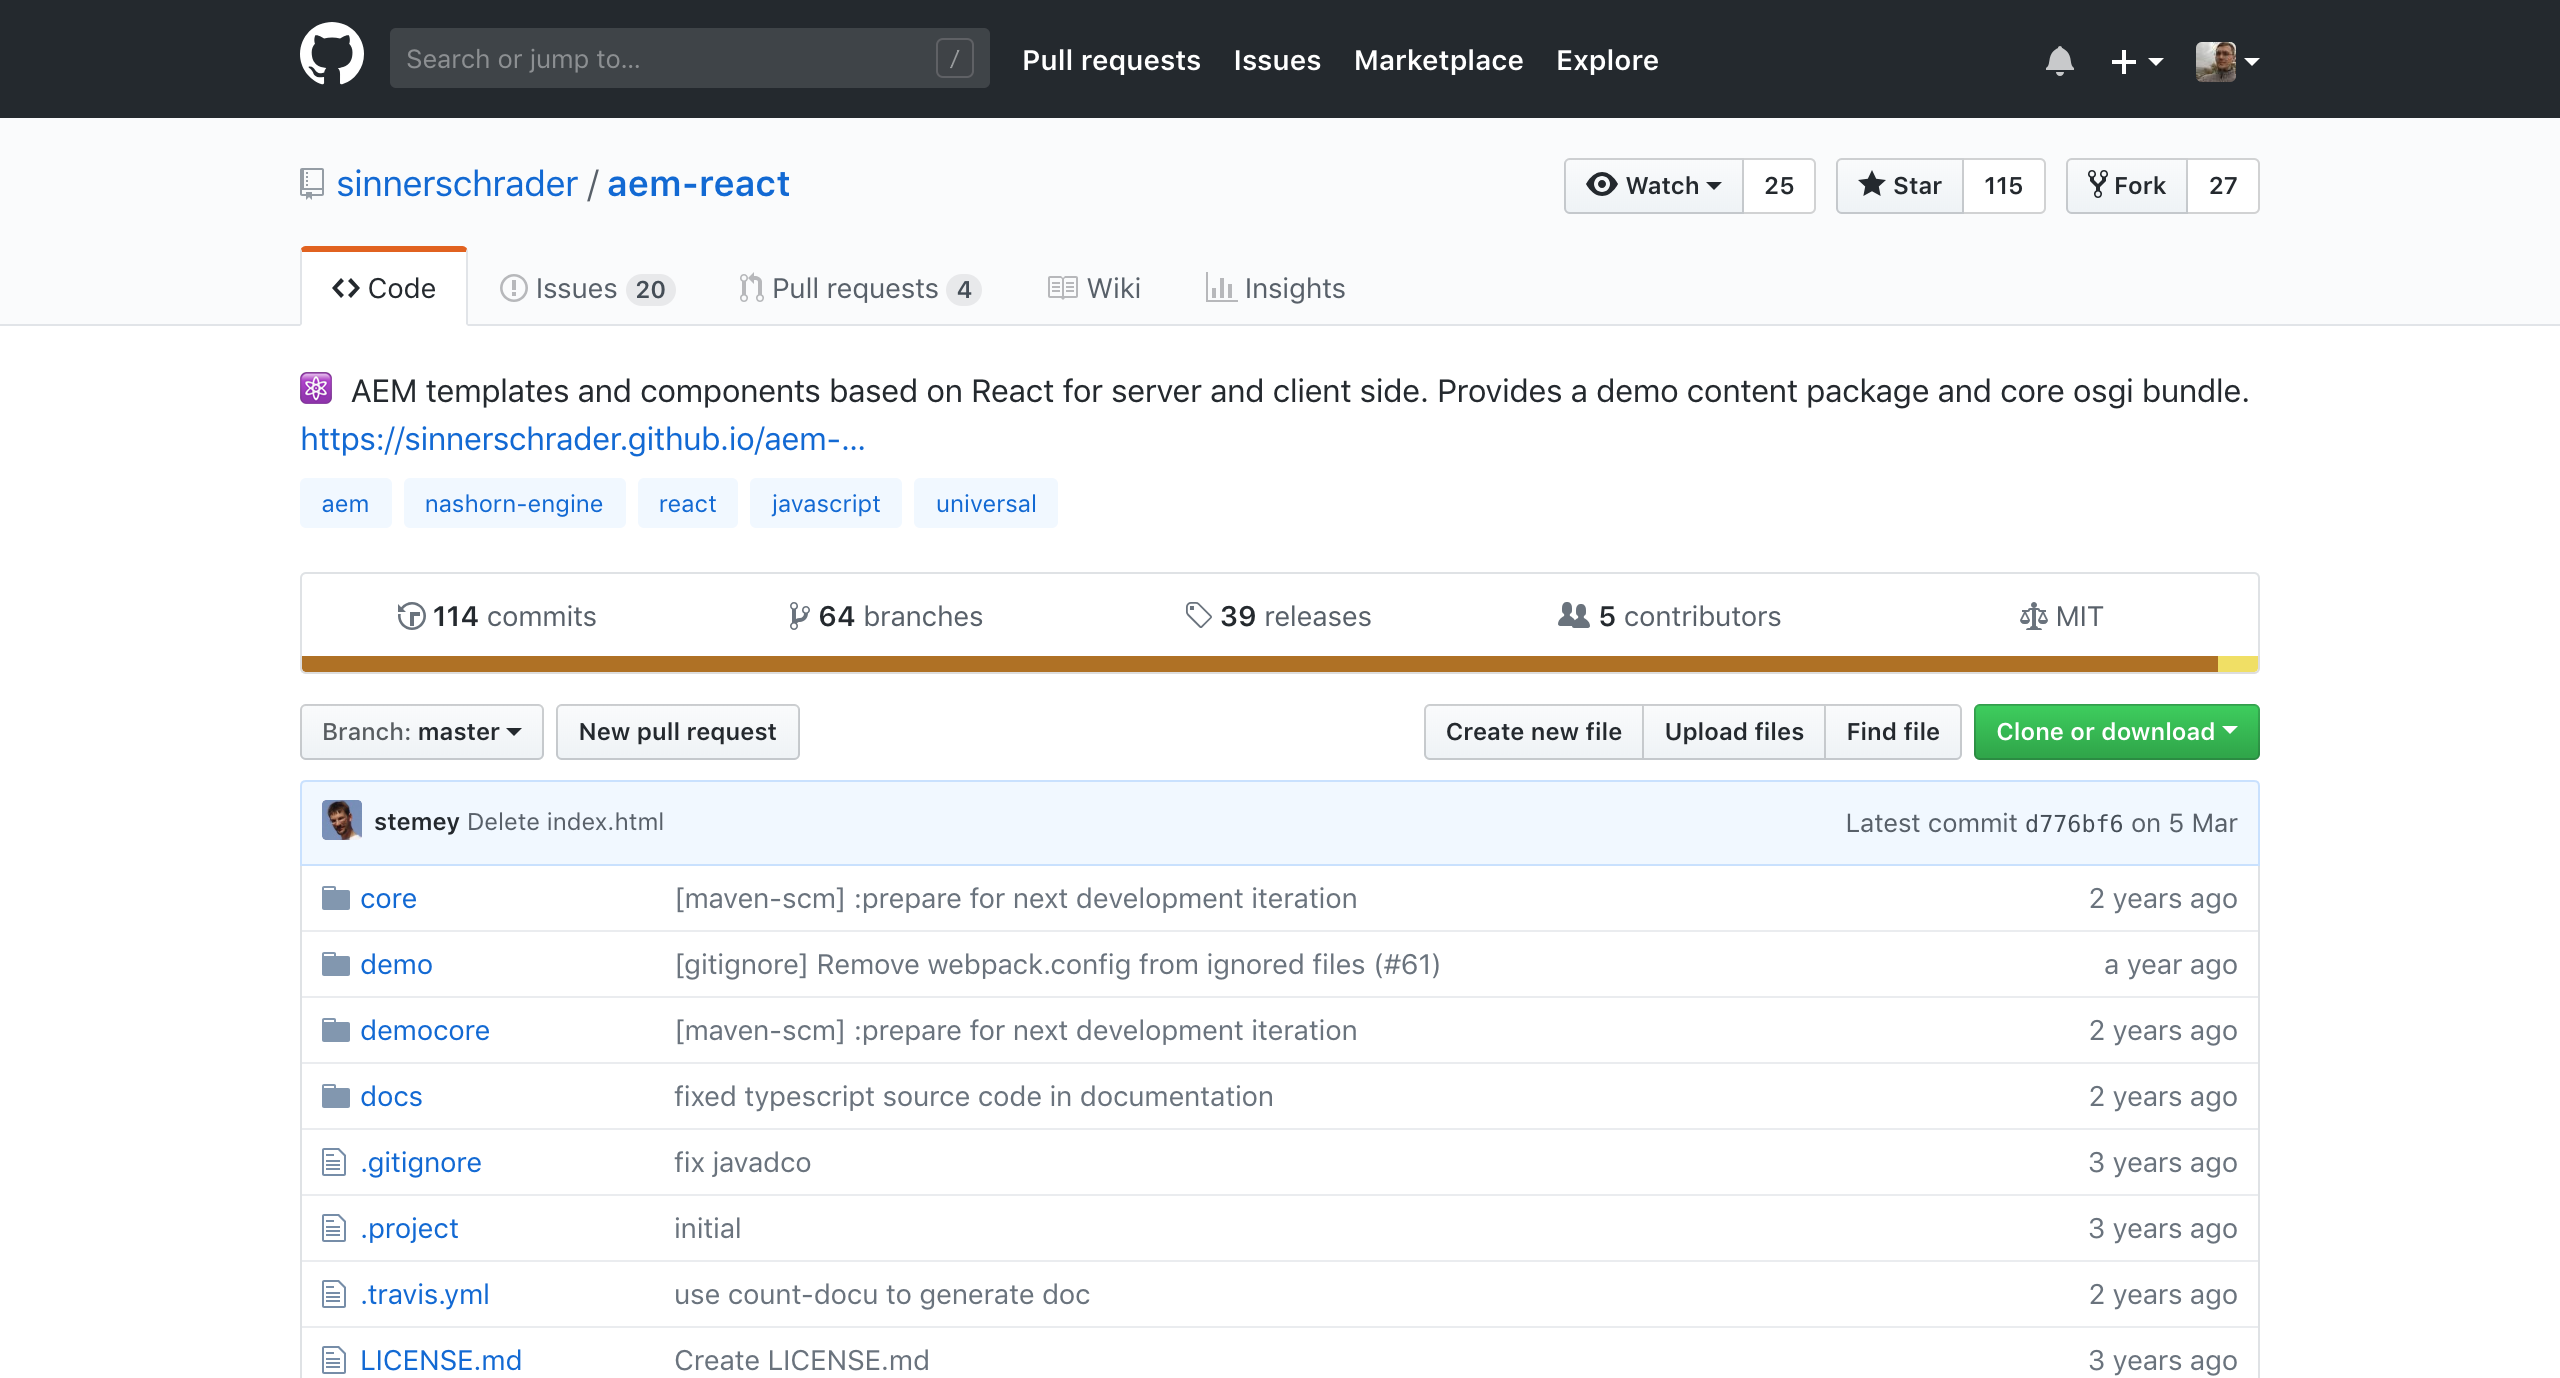 Search or jump to... /
Pull requests Issues Marketplace Explore
sinnerschrader / aem-react
Watch 25 Star 115 Fork 27
Code Issues 20 Pull requests 4 Wiki Insights
AEM templates and components based on React for server and client side. Provides a demo content package and core osgi bundle.
https://sinnerschrader.github.io/aem-...
aem nashorn-engine react javascript universal
114 commits 64 branches 39 releases 5 contributors MIT
Branch: master New pull request Create new file Upload files Find file Clone or download
stemey Delete index.html Latest commit d776bf6 on 5 Mar
core [maven-scm] :prepare for next development iteration 2 years ago
demo [gitignore] Remove webpack.config from ignored files (#61) a year ago
democore [maven-scm] :prepare for next development iteration 2 years ago
docs fixed typescript source code in documentation 2 years ago
.gitignore fix javadco 3 years ago
.project initial 3 years ago
.travis.yml use count-docu to generate doc 2 years ago
LICENSE.md Create LICENSE.md 3 years ago